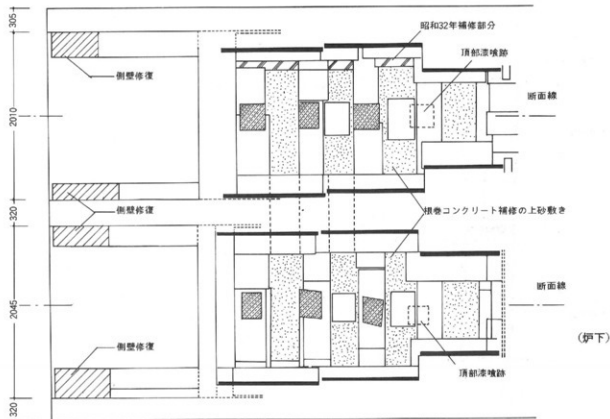 305
昭和32年補修部分
頂部漆喰跡
側壁修復
断面線
2010
側壁修復
320
根巻コンクリート補修の上砂敷き
断面線
2045
(炉下)
側壁修復
頂部漆喰跡
320